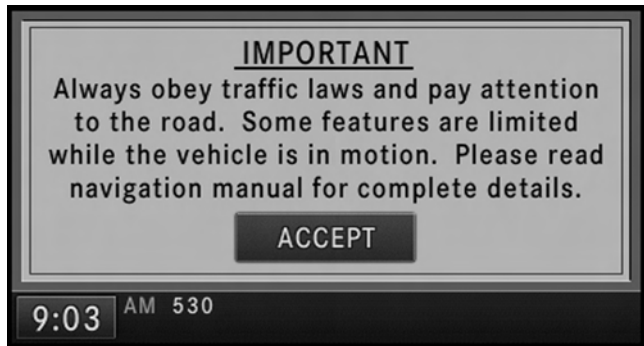 IMPORTANT
Always obey traffic laws and pay attention
to the road.  Some features are limited
while the vehicle is in motion.  Please read
navigation manual for complete details.
ACCEPT
9:03 AM 530